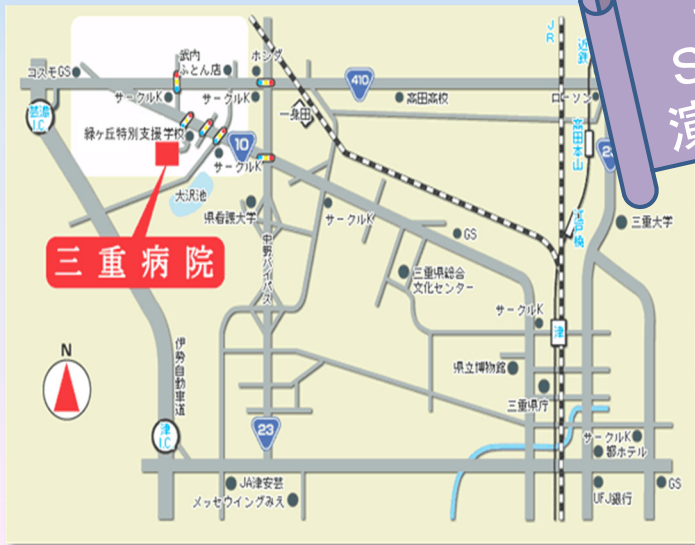 武内
ふとん店
ホンダ
コスモGS
サークルK
サークルK
410
高田高校
ローソン
JR
近鉄
S
演
芸濃
I.C.
一身田
緑ヶ丘特別支援学校
10
サークルK
高田本山
23
大沢池
県看護大学
サークルK
江戸橋
三重大学
GS
三重病院
中勢バイパス
三重県総合
文化センター
サークルK
津
N
伊勢自動車道
県立博物館
三重県庁
津
I.C.
23
サークルK
都ホテル
JA津安芸
メッセウイングみえ
UFJ銀行
GS